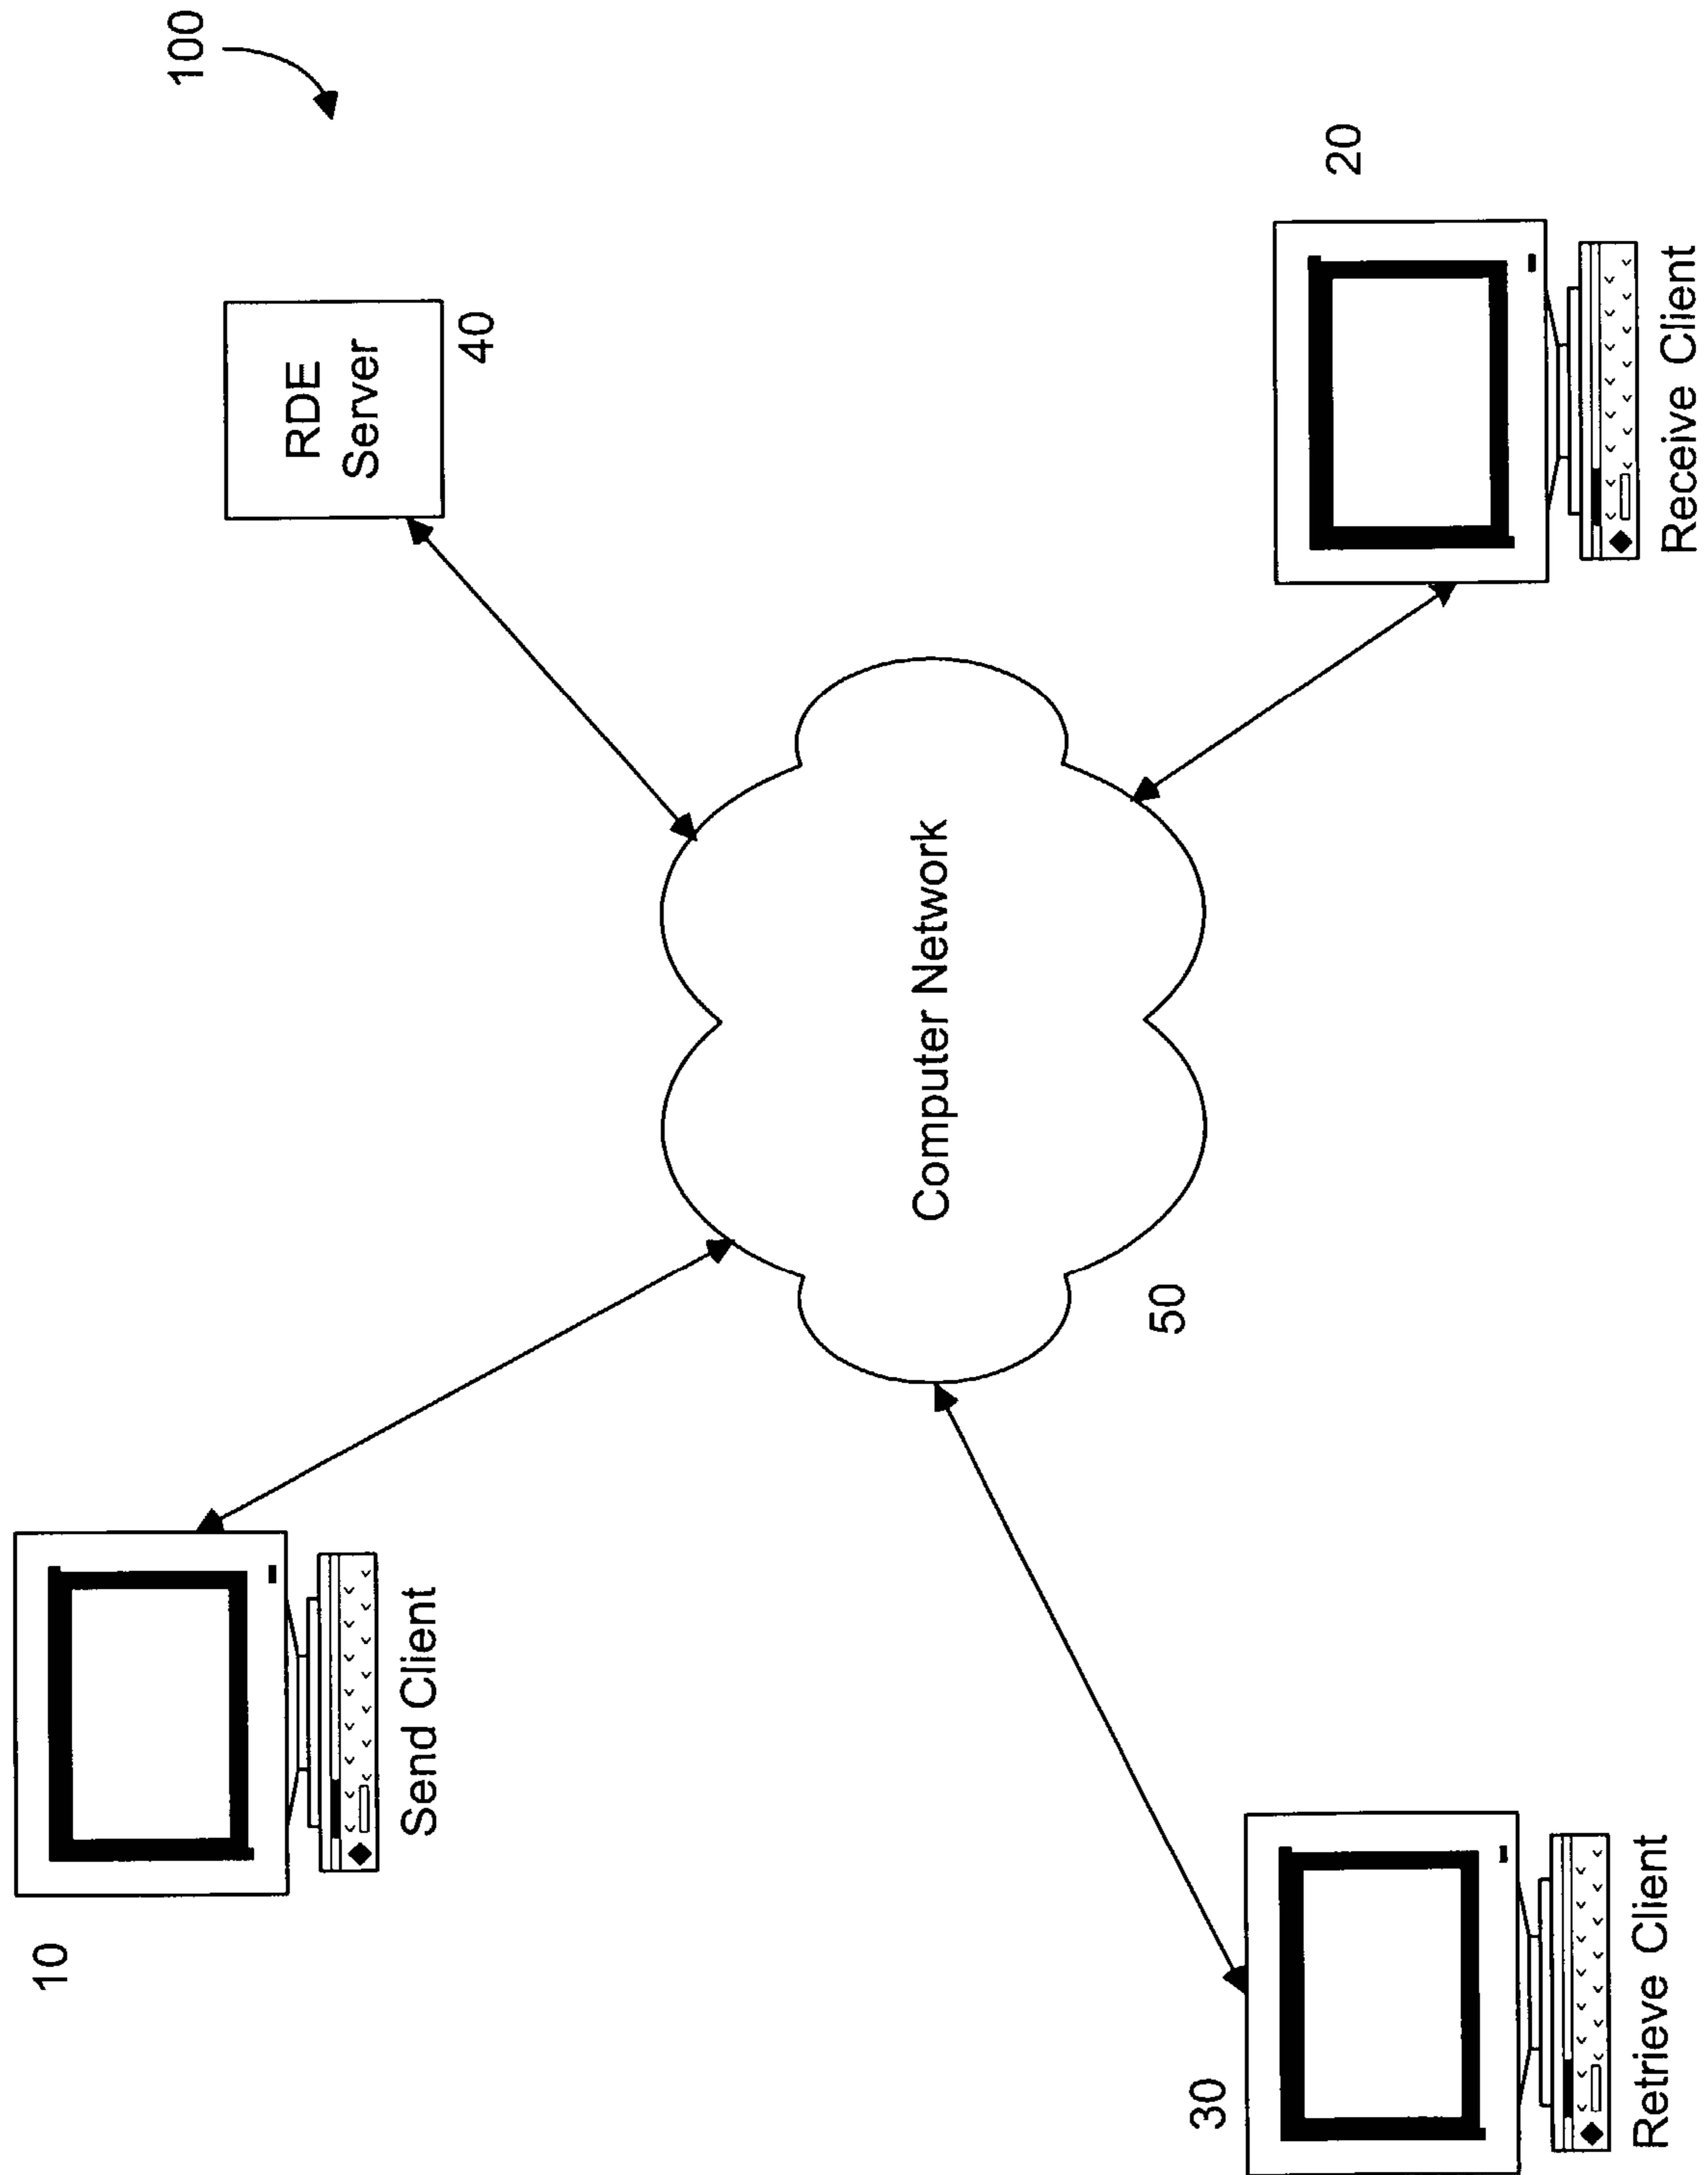 100
10
Send Client
RDE
Server
40
Computer Network
50
30
Retrieve Client
20
Receive Client